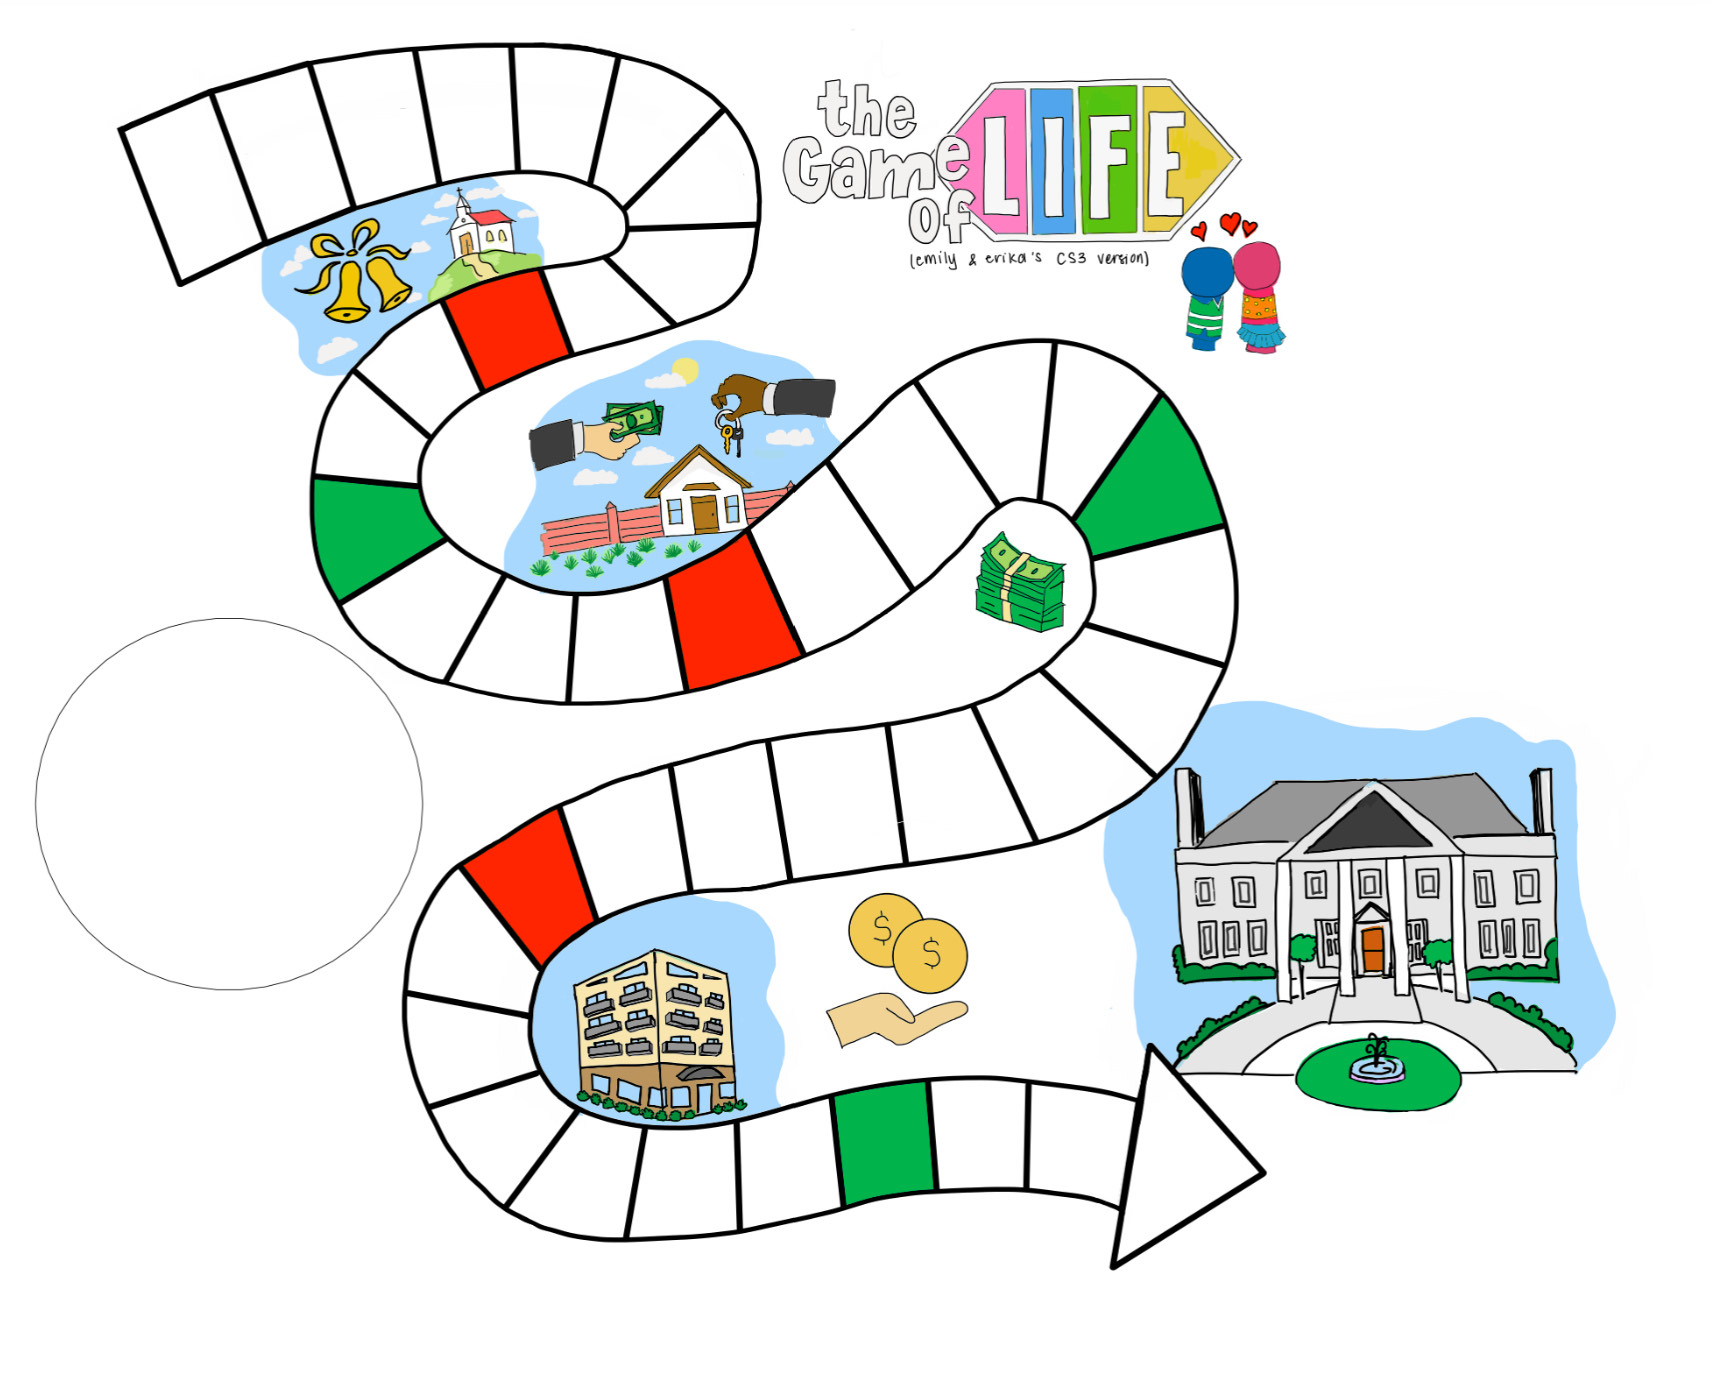 the
Game
of
LIFE
(emily & erika's CS3 version)
$
$